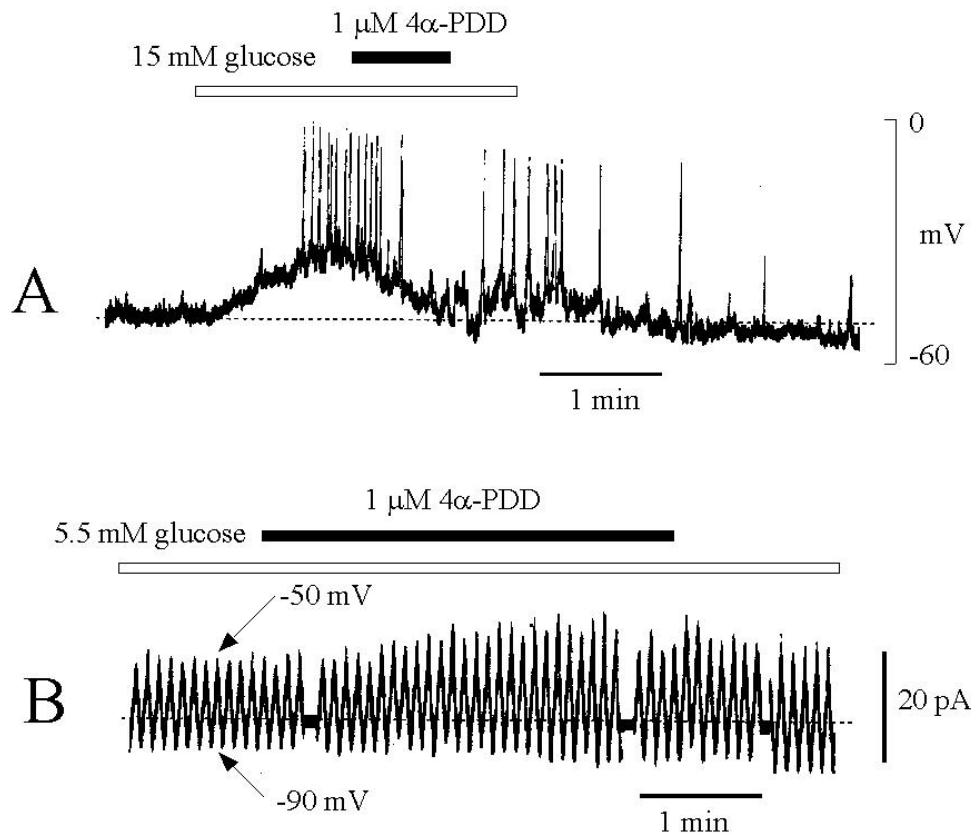 1 μM 4α-PDD
15 mM glucose
0
mV
A
-60
1 min
1 μM 4α-PDD
5.5 mM glucose
-50 mV
B
20 pA
-90 mV
1 min